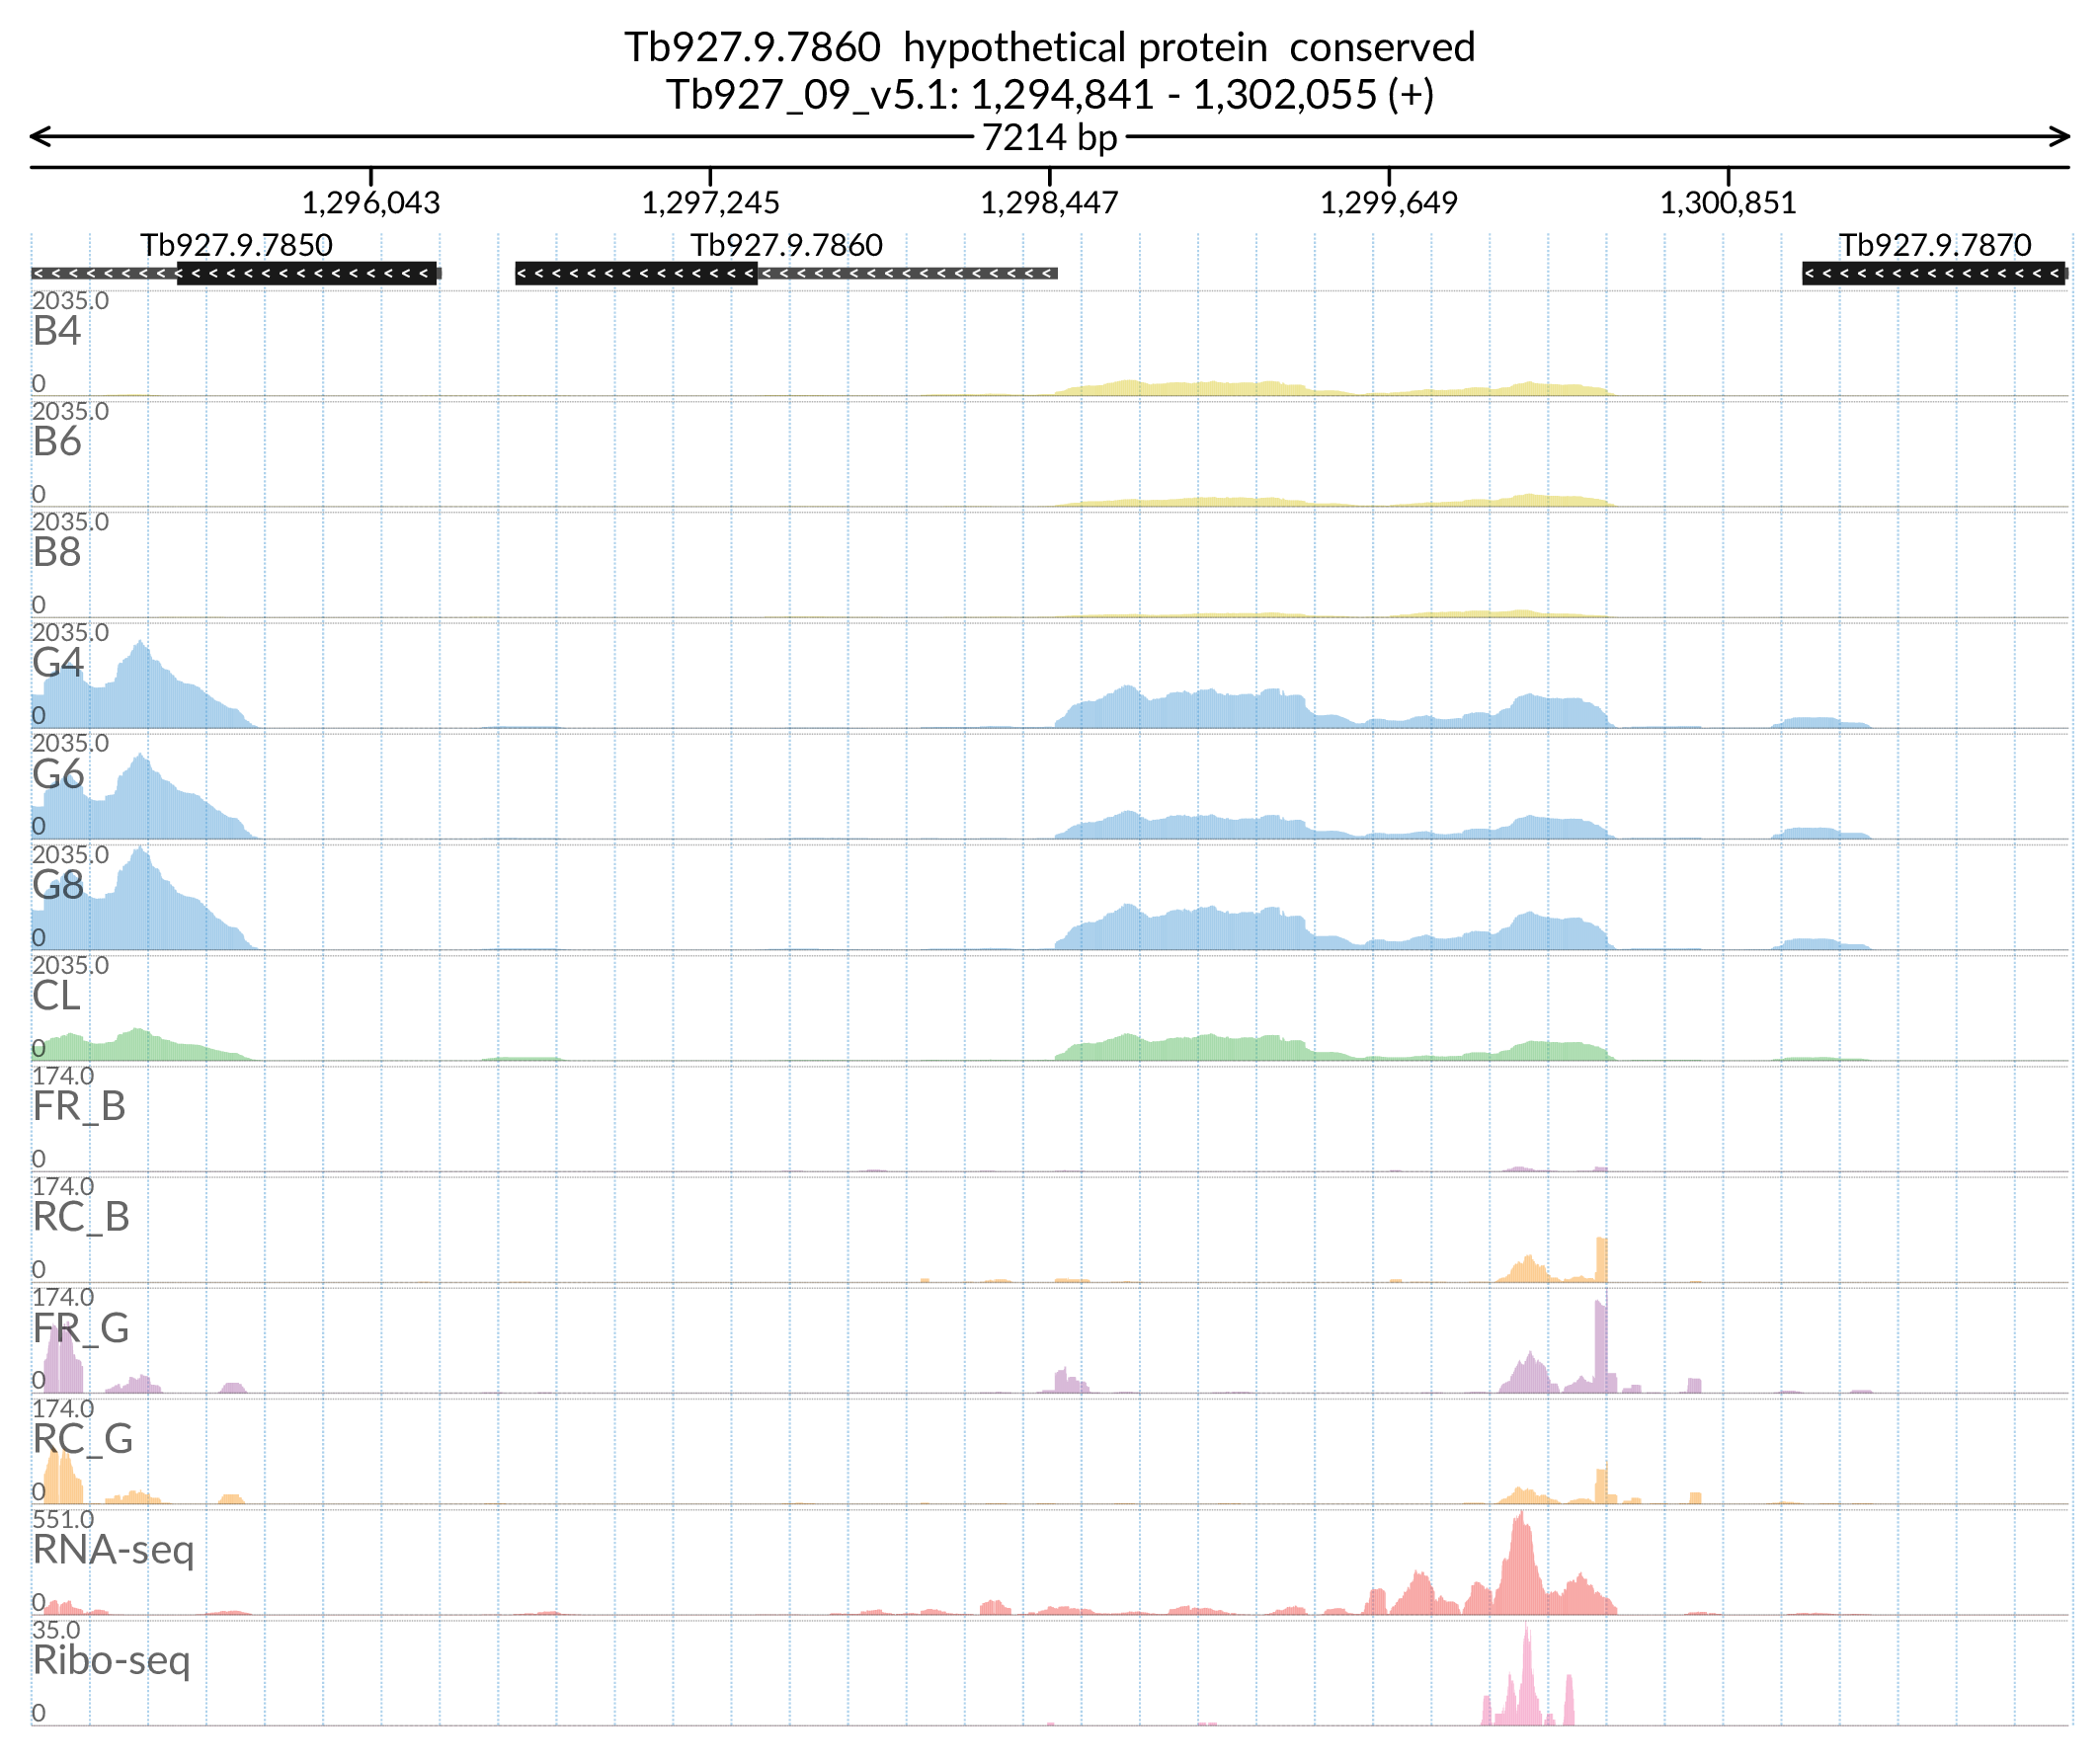 Tb927.9.7860 hypothetical protein conserved
Tb927_09_v5.1: 1,294,841 - 1,302,055 (+)
7214 bp
1,296,043 1,297,245 1,298,447 1,299,649 1,300,851
Tb927.9.7850 Tb927.9.7860 Tb927.9.7870
2035.0
B4
0
2035.0
B6
0
2035.0
B8
0
2035.0
G4
0
2035.0
G6
0
2035.0
G8
0
2035.0
CL
0
174.0
FR_B
0
174.0
RC_B
0
174.0
FR_G
0
174.0
RC_G
0
551.0
RNA-seq
0
35.0
Ribo-seq
0